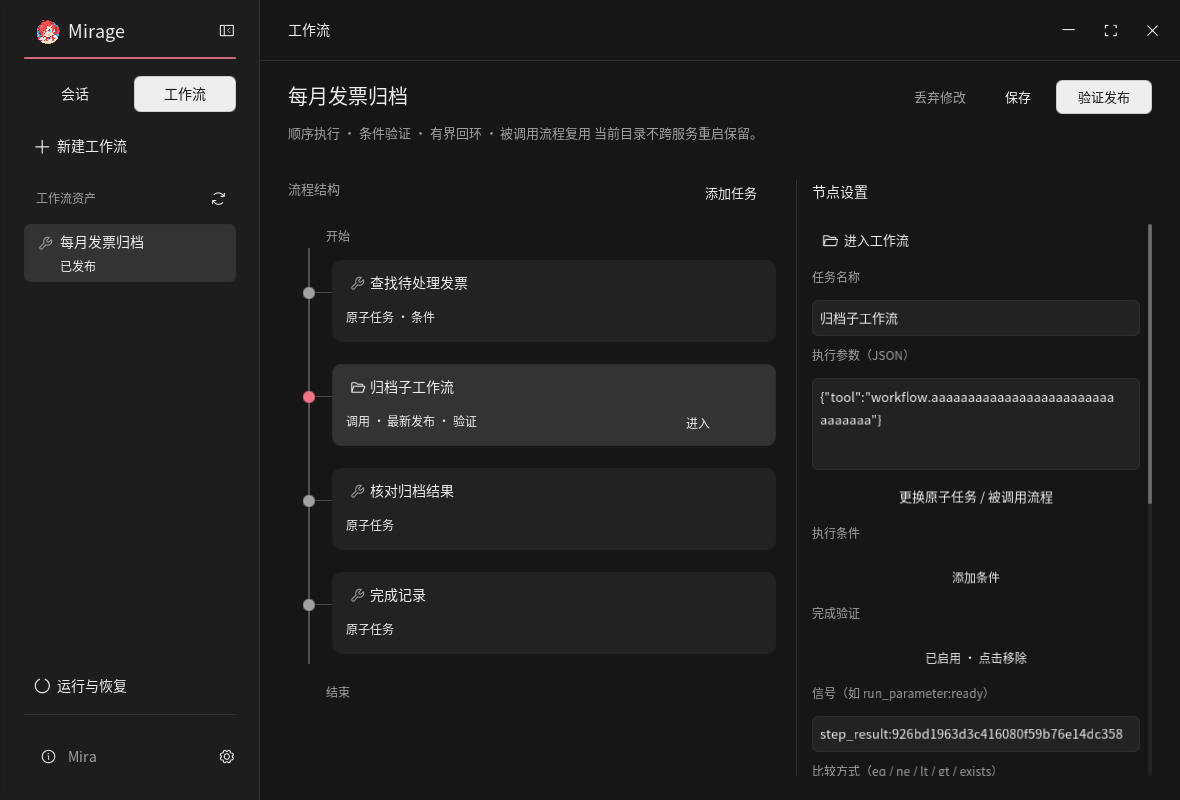 Mirage
工作流
会话
工作流
新建工作流
工作流资产
每月发票归档
已发布
运行与恢复
Mira
每月发票归档
丢弃修改
保存
验证发布
顺序执行 · 条件验证 · 有界回环 · 被调用流程复用 当前目录不跨服务重启保留。
流程结构
添加任务
开始
查找待处理发票
原子任务 · 条件
归档子工作流
调用 · 最新发布 · 验证
进入
核对归档结果
原子任务
完成记录
原子任务
结束
节点设置
进入工作流
任务名称
归档子工作流
执行参数（JSON）
{"tool":"workflow.aaaaaaaaaaaaaaaaaaaaaaaaa
aaaaaaa"}
更换原子任务 / 被调用流程
执行条件
添加条件
完成验证
已启用 · 点击移除
信号（如 run_parameter:ready）
step_result:926bd1963d3c416080f59b76e14dc358
比较方式（eq / ne / lt / gt / exists）